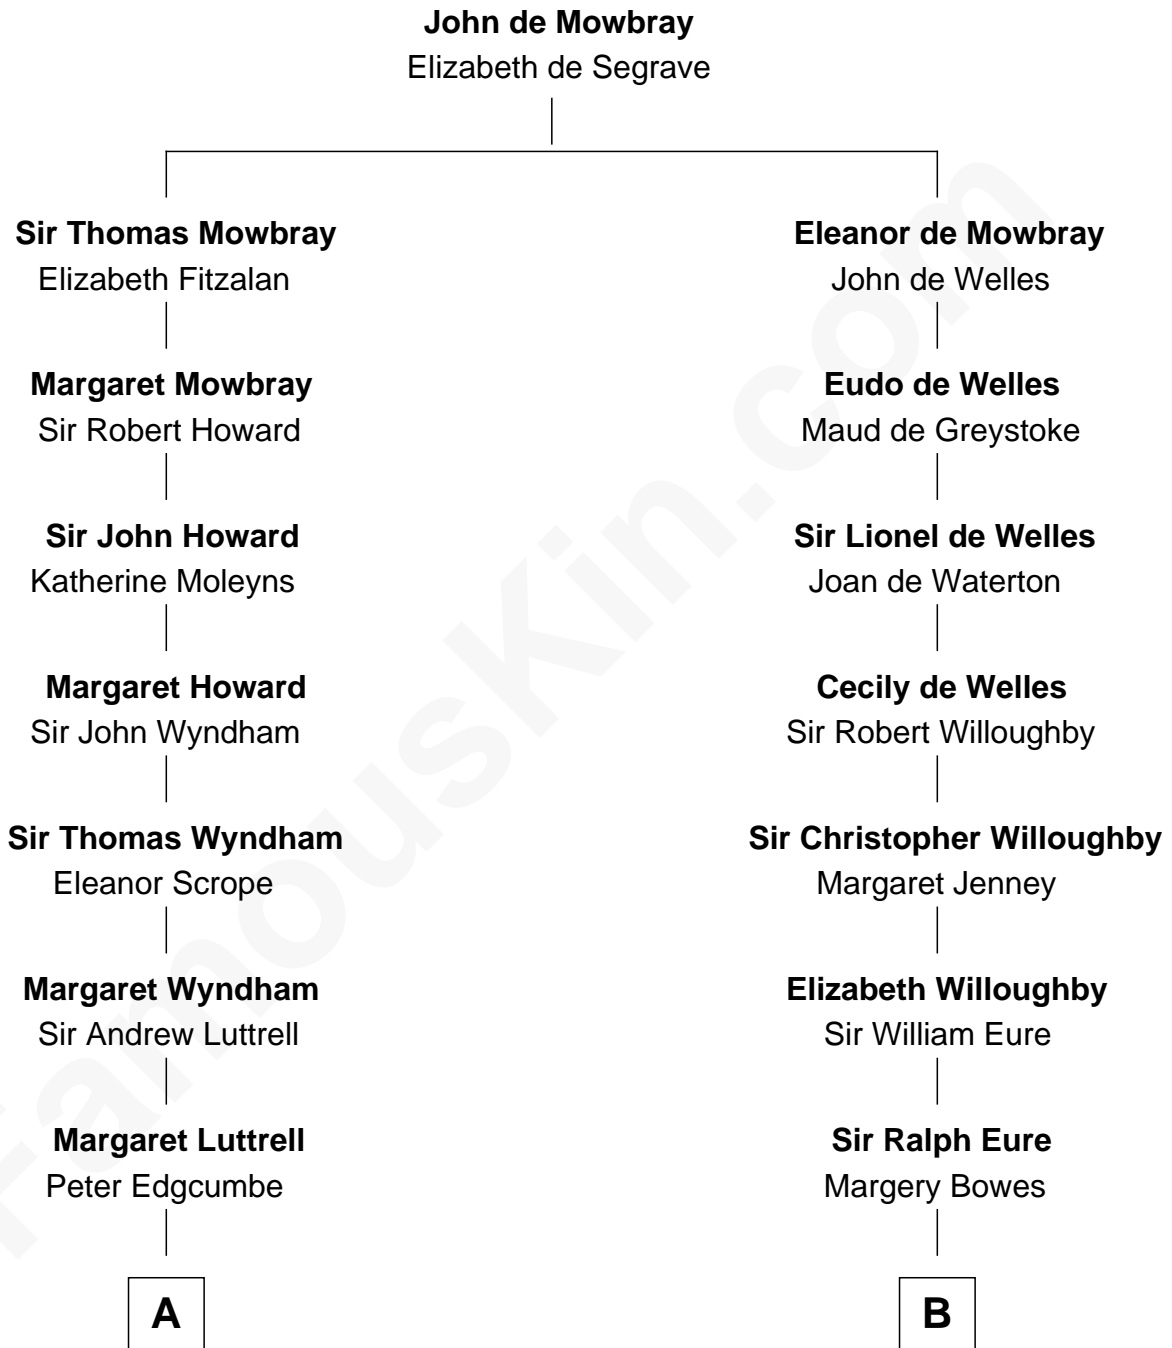 John de Mowbray
Elizabeth de Segrave
Sir Thomas Mowbray
Elizabeth Fitzalan
Eleanor de Mowbray
John de Welles
Margaret Mowbray
Sir Robert Howard
Eudo de Welles
Maud de Greystoke
Sir John Howard
Katherine Moleyns
Sir Lionel de Welles
Joan de Waterton
Margaret Howard
Sir John Wyndham
Cecily de Welles
Sir Robert Willoughby
Sir Thomas Wyndham
Eleanor Scrope
Sir Christopher Willoughby
Margaret Jenney
Margaret Wyndham
Sir Andrew Luttrell
Elizabeth Willoughby
Sir William Eure
Margaret Luttrell
Peter Edgcumbe
Sir Ralph Eure
Margery Bowes
A
B
FamousKin.com